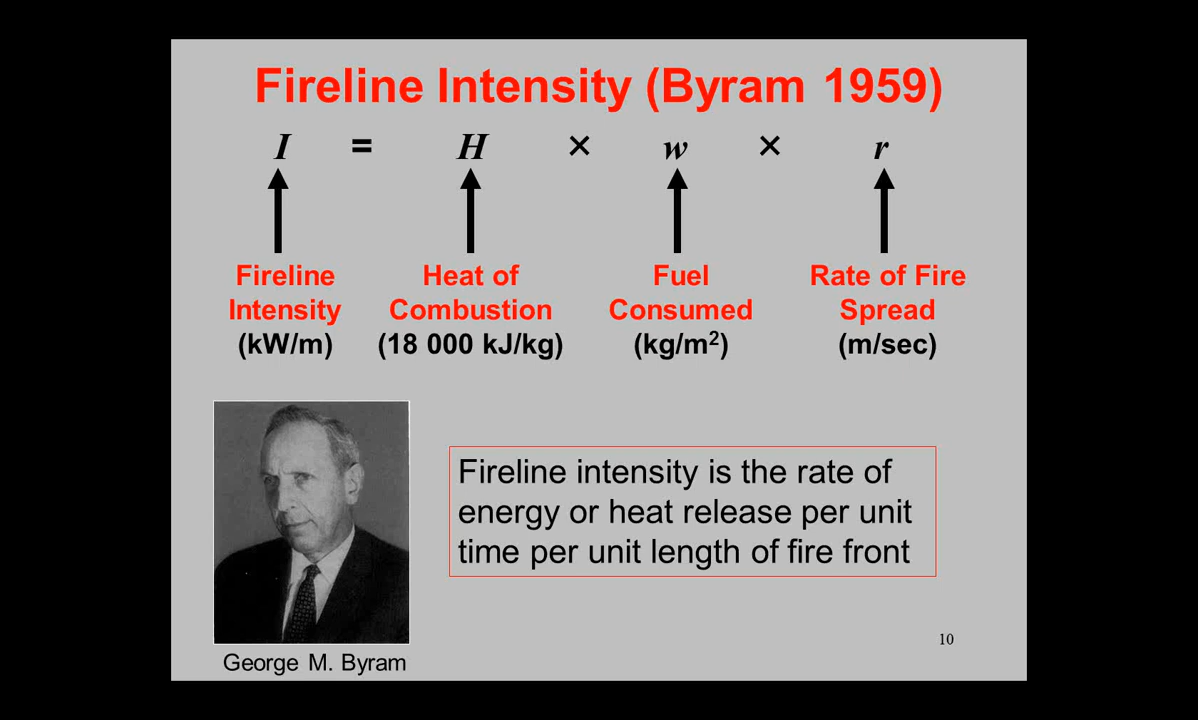 Fireline Intensity (Byram 1959)
I = H × w × r
Fireline Intensity (kW/m)
Heat of Combustion (18 000 kJ/kg)
Fuel Consumed (kg/m²)
Rate of Fire Spread (m/sec)
Fireline intensity is the rate of
energy or heat release per unit
time per unit length of fire front
10
George M. Byram